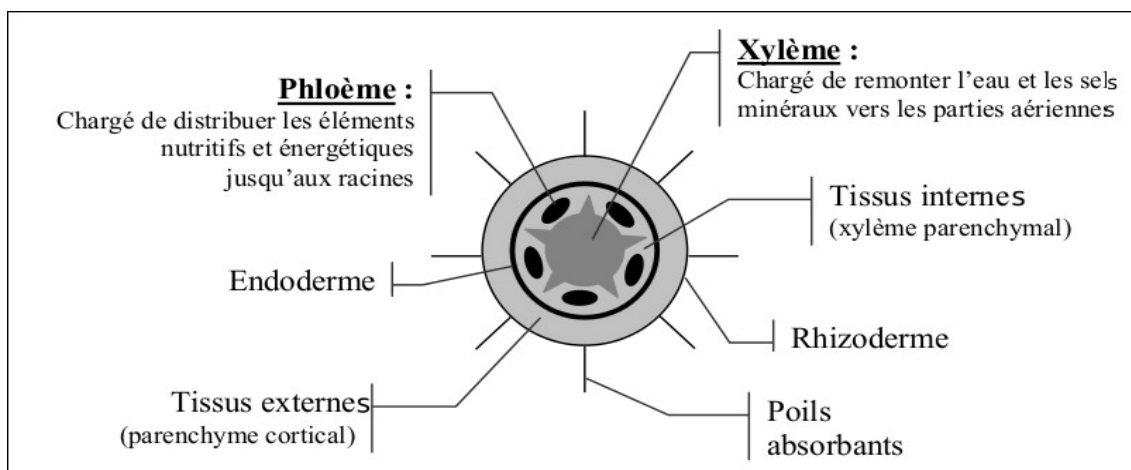 Phloème :
Chargé de distribuer les éléments
nutritifs et énergétiques
jusqu'aux racines
Xylème :
Chargé de remonter l'eau et les sels
minéraux vers les parties aériennes
Tissus internes
(xylème parenchymal)
Endoderme
Rhizoderme
Tissus externes
(parenchyme cortical)
Poils
absorbants